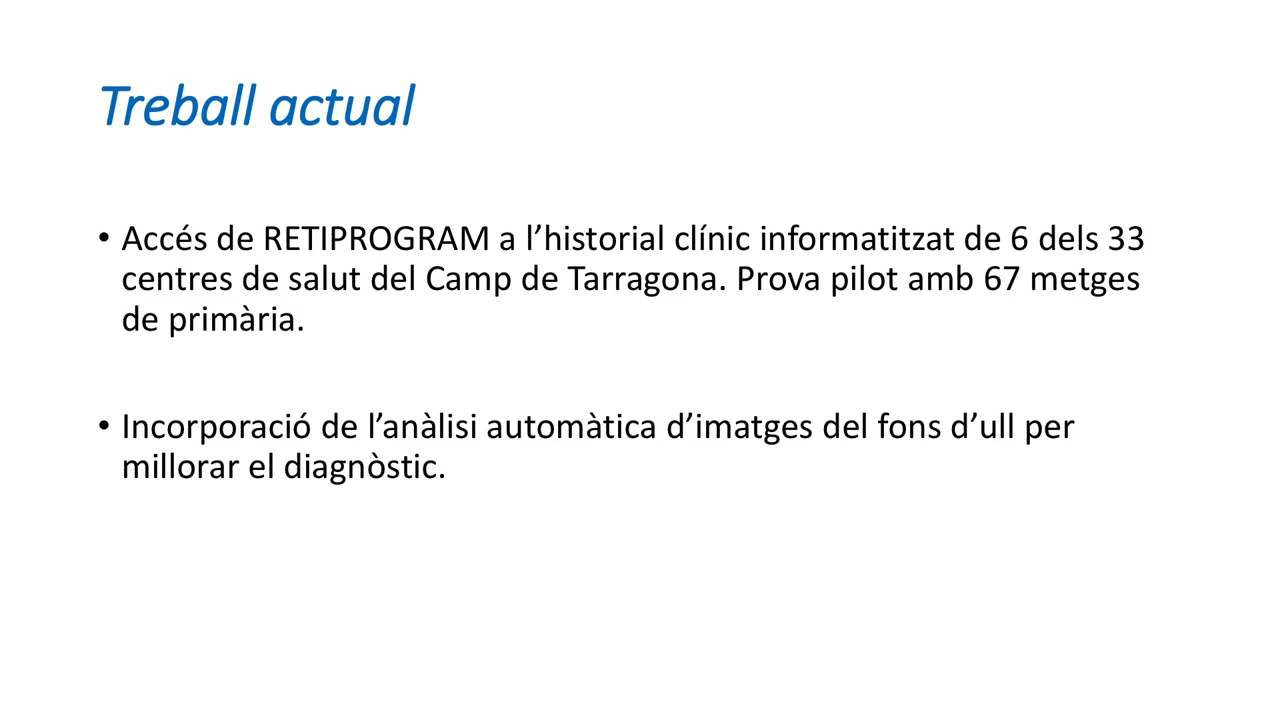 Treball actual
• Accés de RETIPROGRAM a l’historial clínic informatitzat de 6 dels 33
centres de salut del Camp de Tarragona. Prova pilot amb 67 metges
de primària.
• Incorporació de l’anàlisi automàtica d’imatges del fons d’ull per
millorar el diagnòstic.